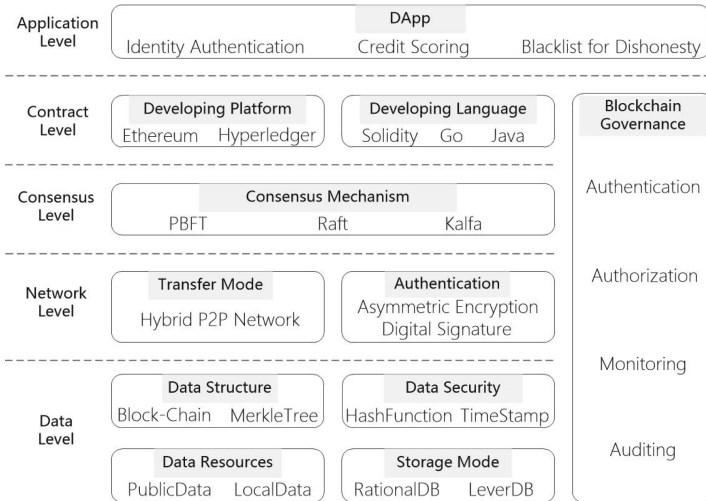 Application
Level
DApp
Identity Authentication Credit Scoring Blacklist for Dishonesty
Contract
Level
Developing Platform
Ethereum Hyperledger
Developing Language
Solidity Go Java
Consensus
Level
Consensus Mechanism
PBFT Raft Kalfa
Network
Level
Transfer Mode
Hybrid P2P Network
Authentication
Asymmetric Encryption
Digital Signature
Data
Level
Data Structure
Block-Chain MerkleTree
Data Security
HashFunction TimeStamp
Data Resources
PublicData LocalData
Storage Mode
RationalDB LeverDB
Blockchain
Governance
Authentication
Authorization
Monitoring
Auditing